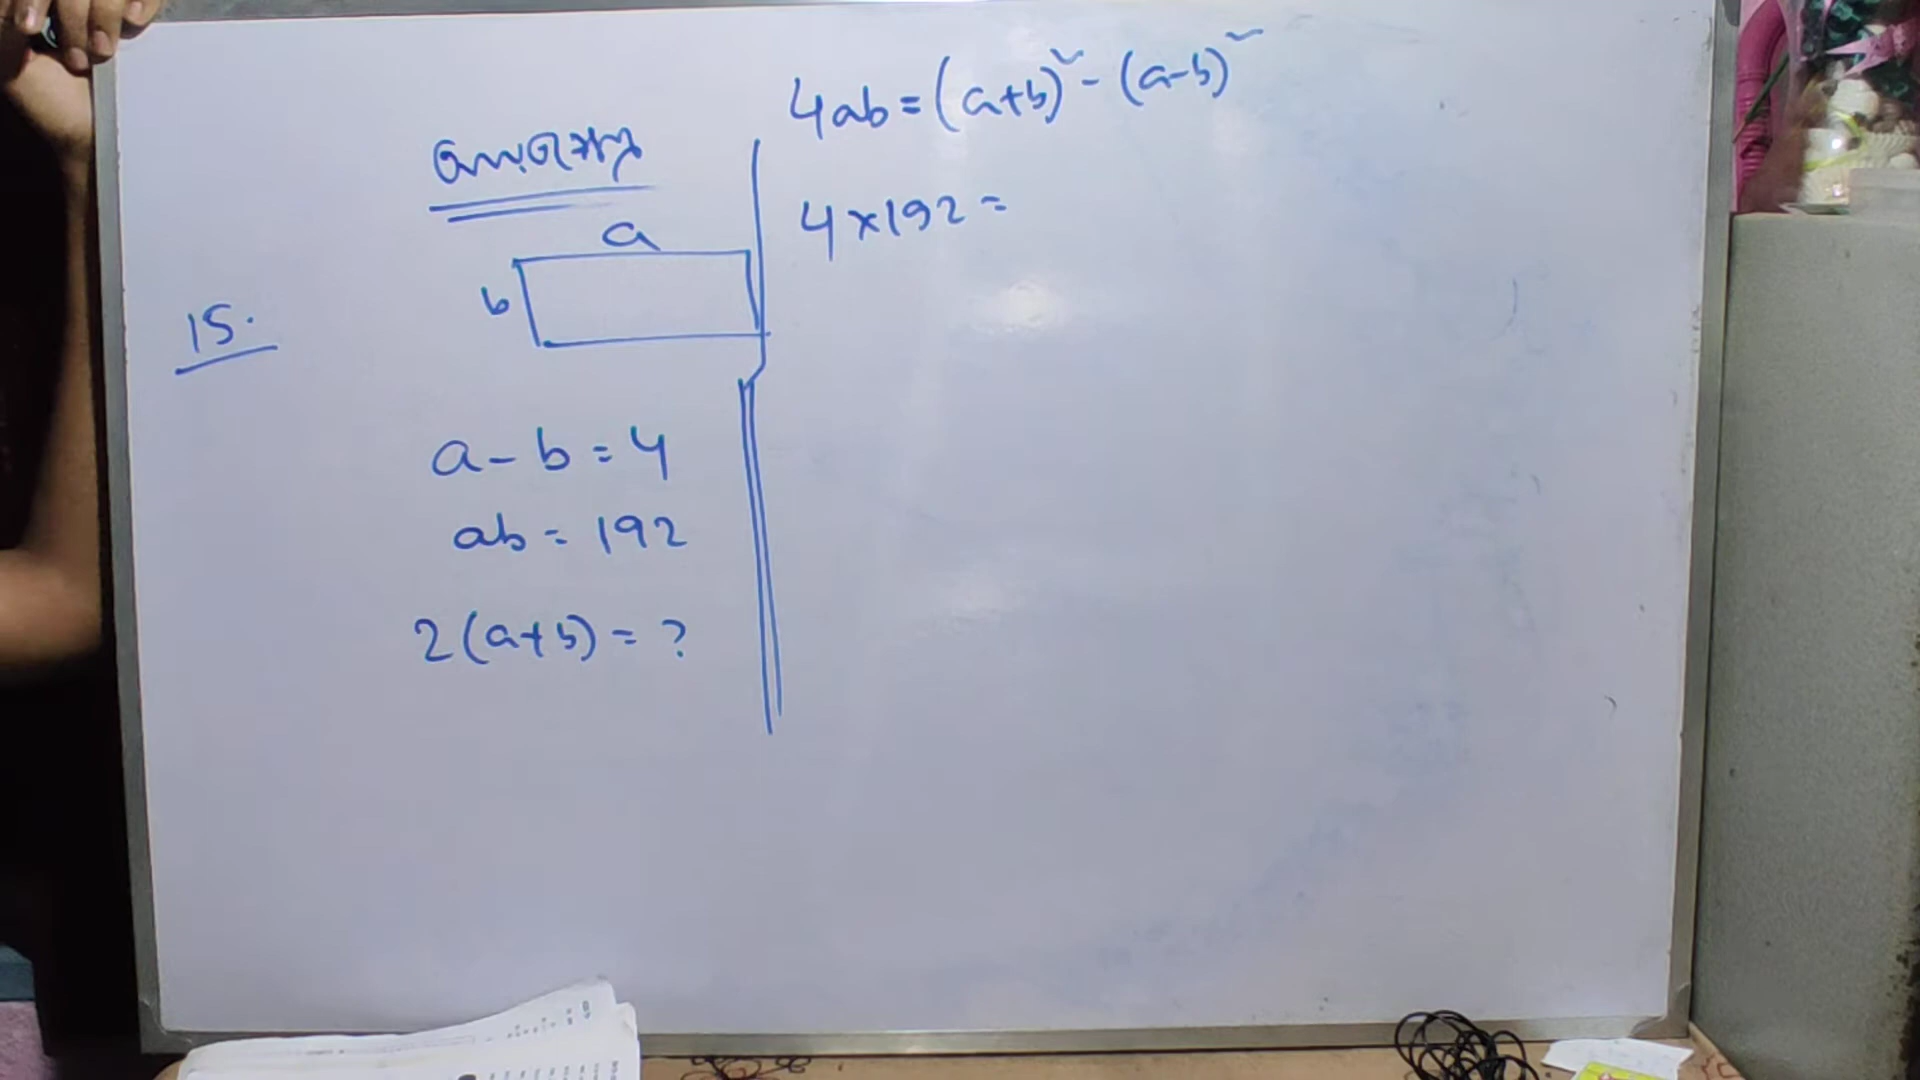 15.
a
b
a - b = 4
ab = 192
2(a+b) = ?
4ab = (a+b)² - (a-b)²
4×192 =